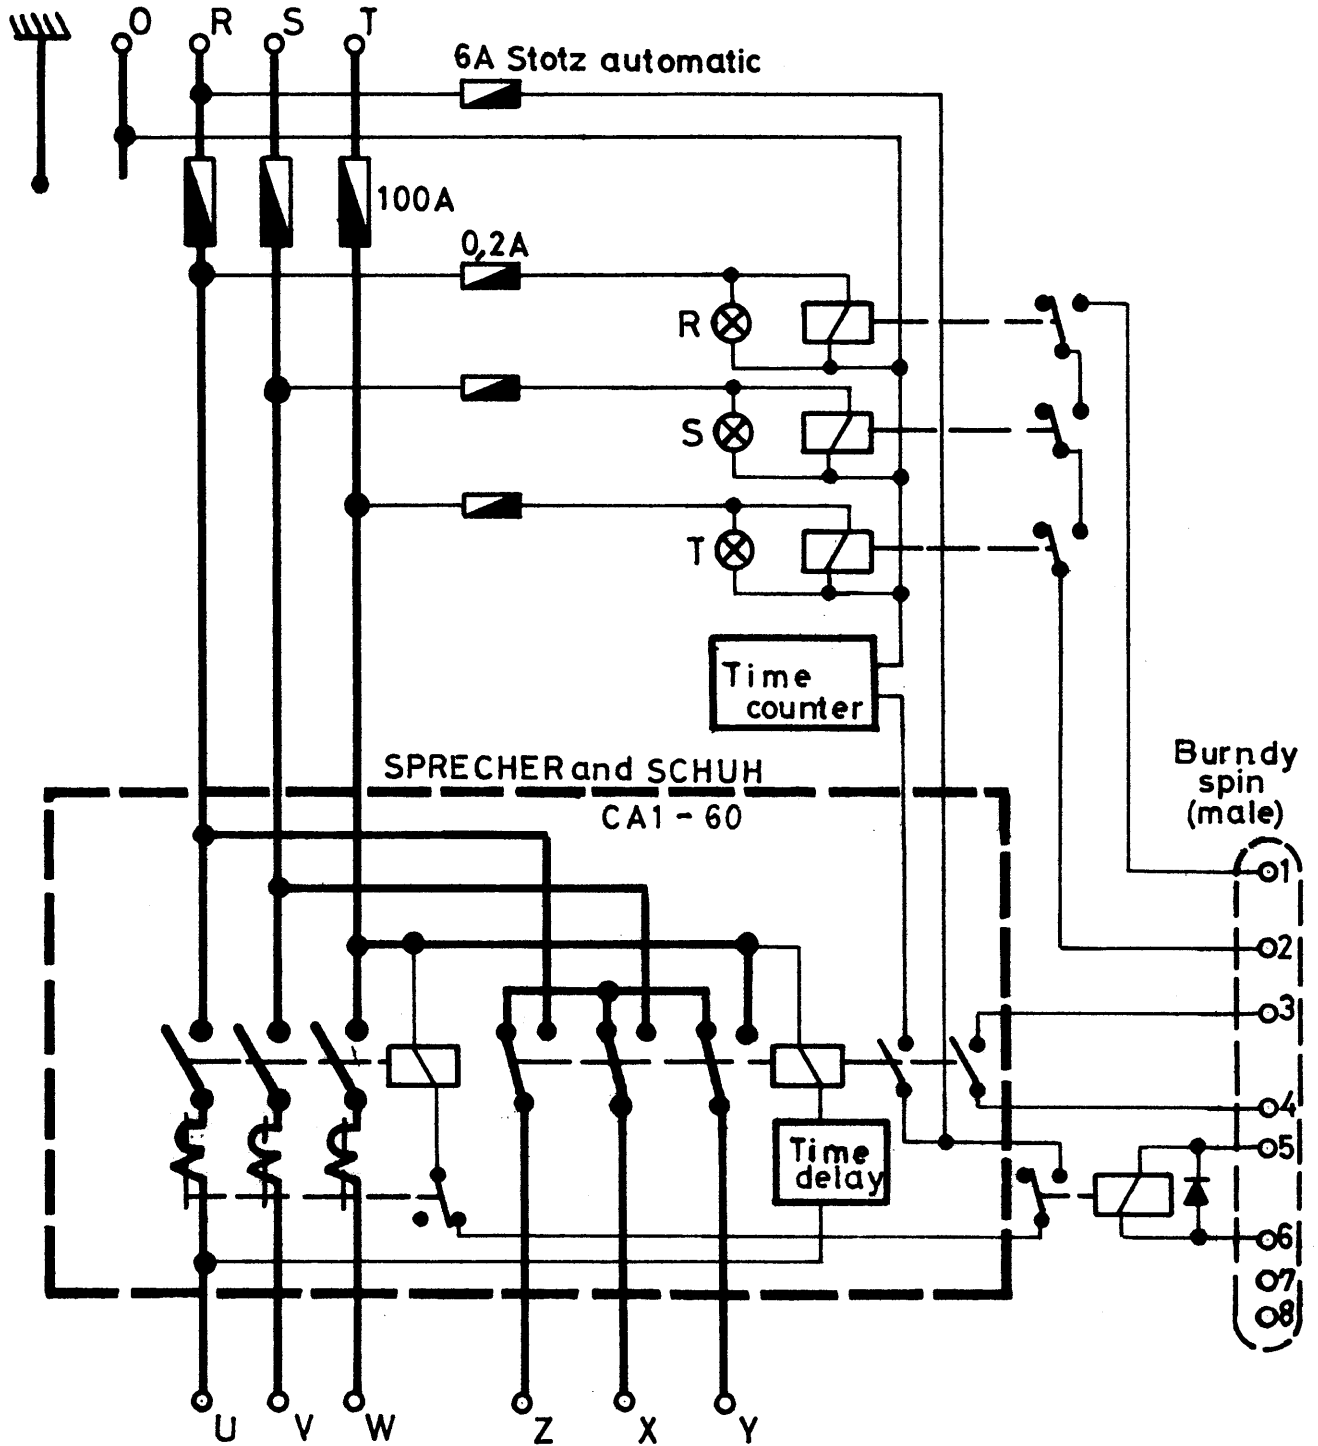 O R S T
6A Stotz automatic
100A
0,2A
R
S
T
Time
counter
SPRECHER and SCHUH
CA1-60
Burndy
spin
(male)
1
2
3
4
5
6
7
8
Time
delay
U V W Z X Y